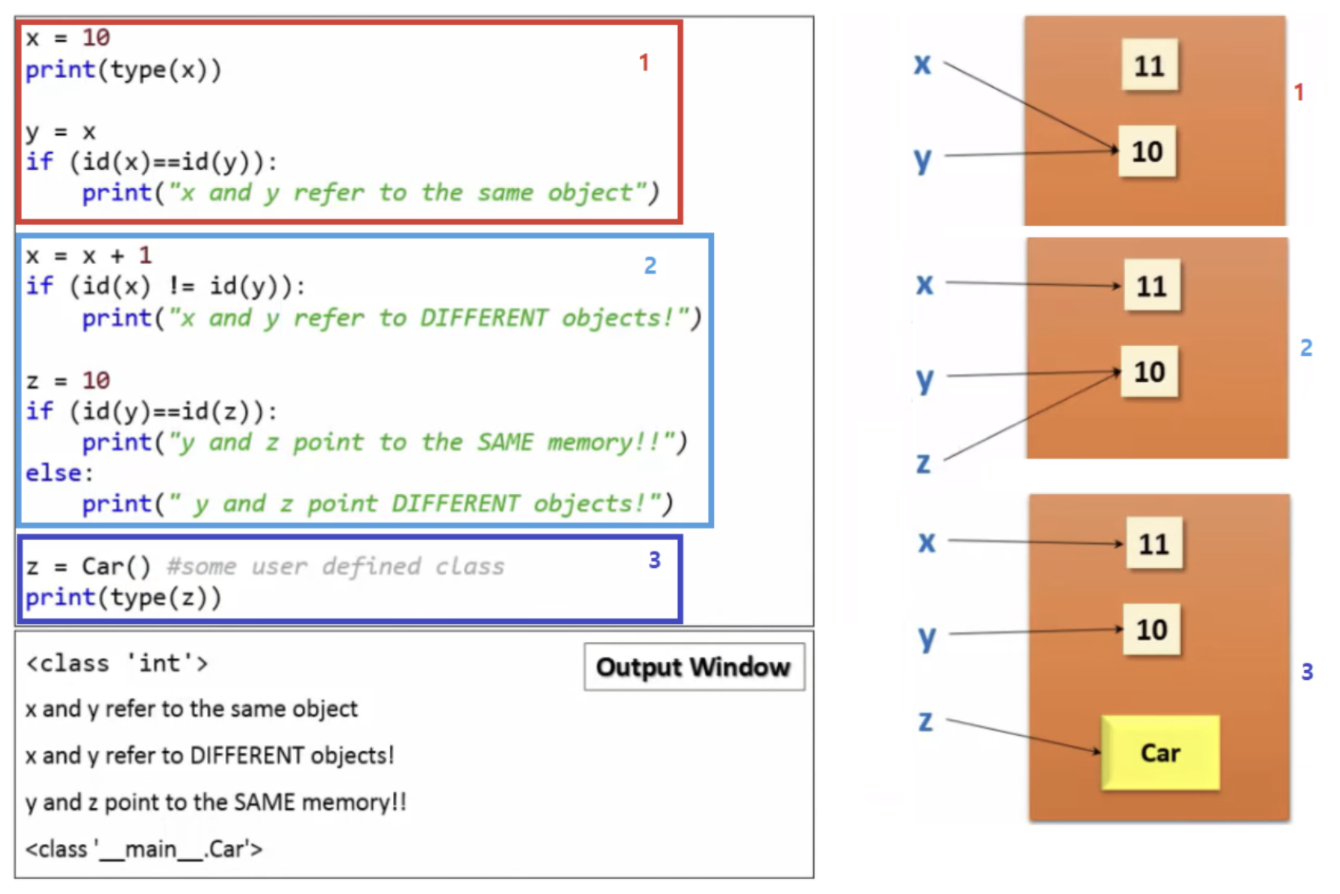 x = 10
print(type(x))
1
y = x
if (id(x)==id(y)):
print("x and y refer to the same object")
x = x + 1
2
if (id(x) != id(y)):
print("x and y refer to DIFFERENT objects!")
z = 10
if (id(y)==id(z)):
print("y and z point to the SAME memory!!")
else:
print(" y and z point DIFFERENT objects!")
z = Car() #some user defined class
3
print(type(z))
<class 'int'>
Output Window
x and y refer to the same object
x and y refer to DIFFERENT objects!
y and z point to the SAME memory!!
<class '__main__.Car'>
x
11
1
y
10
x
11
2
y
10
z
x
11
y
10
3
z
Car